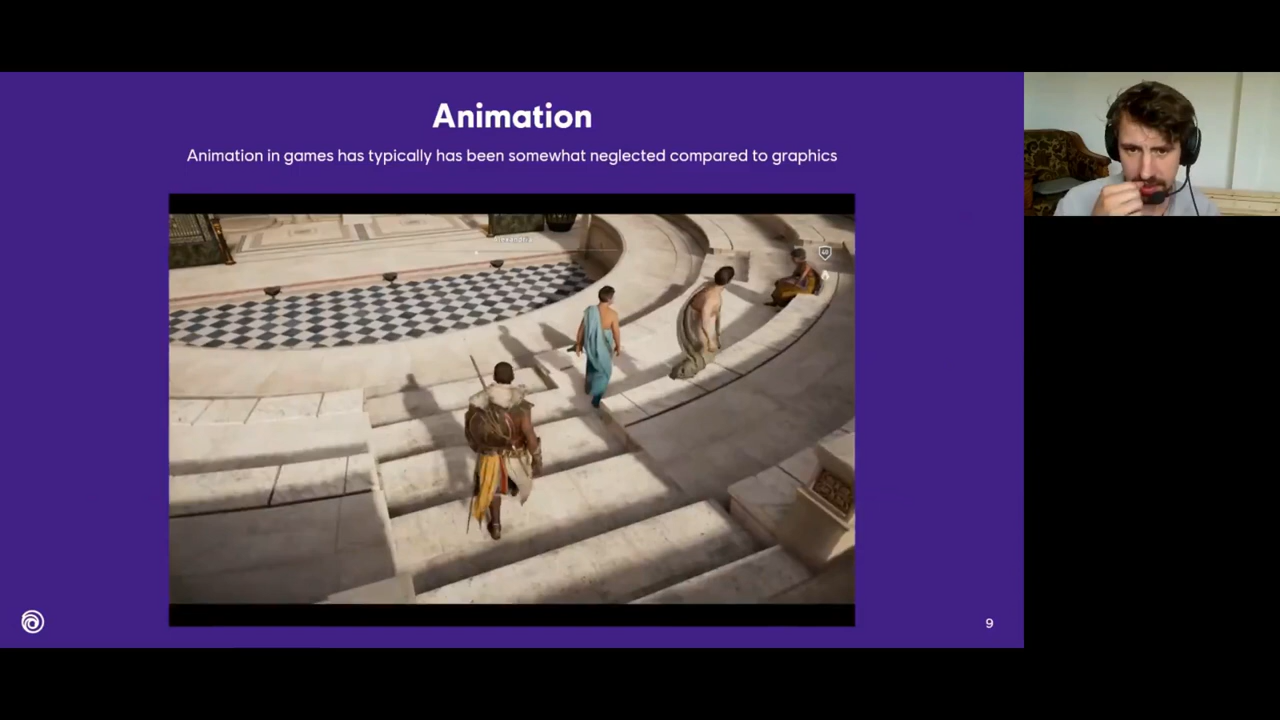 Animation
Animation in games has typically has been somewhat neglected compared to graphics
9